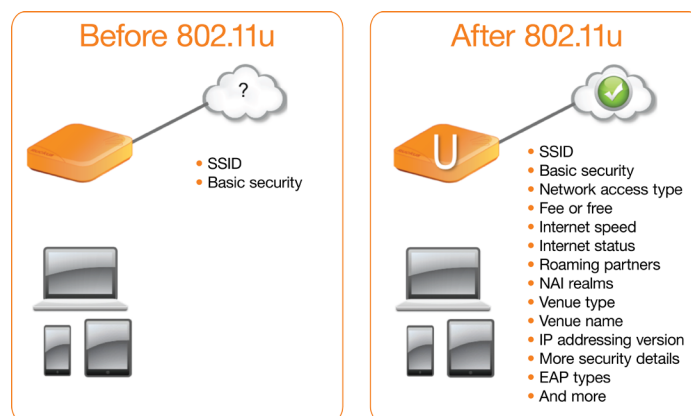 Before 802.11u
?
• SSID
• Basic security
After 802.11u
U
• SSID
• Basic security
• Network access type
• Fee or free
• Internet speed
• Internet status
• Roaming partners
• NAI realms
• Venue type
• Venue name
• IP addressing version
• More security details
• EAP types
• And more